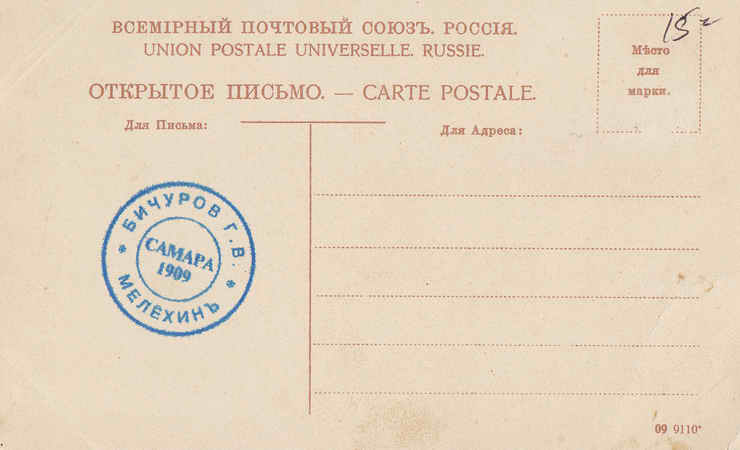 ВСЕМІРНЫЙ ПОЧТОВЫЙ СОЮЗЪ. РОССІЯ.
UNION POSTALE UNIVERSELLE. RUSSIE.
ОТКРЫТОЕ ПИСЬМО. — CARTE POSTALE.
Для Письма:
Для Адреса:
Мѣсто
для
марки.
15
* БИЧУРОВ Г.В. *
САМАРА
1909
МЕЛЁХИНЪ
09 9110*